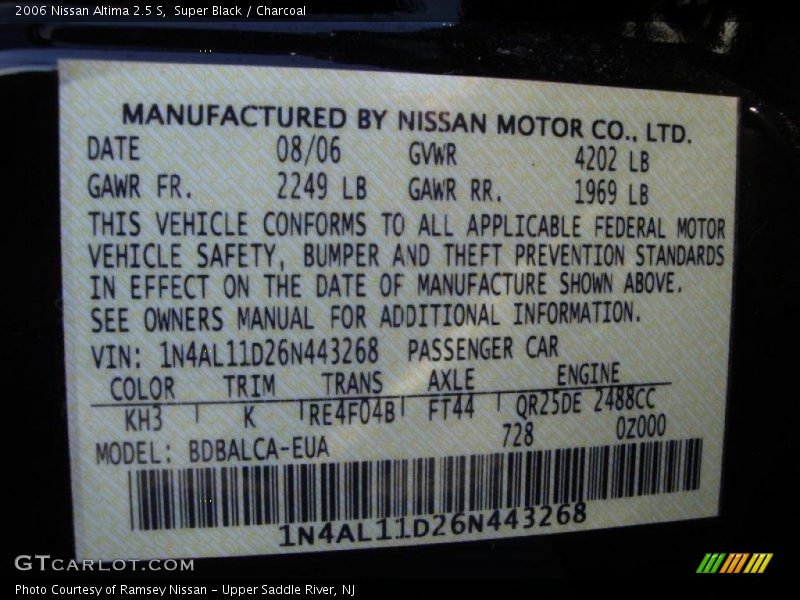 2006 Nissan Altima 2.5 S, Super Black / Charcoal
MANUFACTURED BY NISSAN MOTOR CO., LTD.
DATE 08/06 GVWR 4202 LB
GAWR FR. 2249 LB GAWR RR. 1969 LB
THIS VEHICLE CONFORMS TO ALL APPLICABLE FEDERAL MOTOR
VEHICLE SAFETY, BUMPER AND THEFT PREVENTION STANDARDS
IN EFFECT ON THE DATE OF MANUFACTURE SHOWN ABOVE.
SEE OWNERS MANUAL FOR ADDITIONAL INFORMATION.
VIN: 1N4AL11D26N443268 PASSENGER CAR
COLOR TRIM TRANS AXLE ENGINE
KH3 K RE4F04B FT44 QR25DE 2488CC
MODEL: BDBALCA-EUA 728 0Z000
1N4AL11D26N443268
GTCARLOT.COM
Photo Courtesy of Ramsey Nissan - Upper Saddle River, NJ